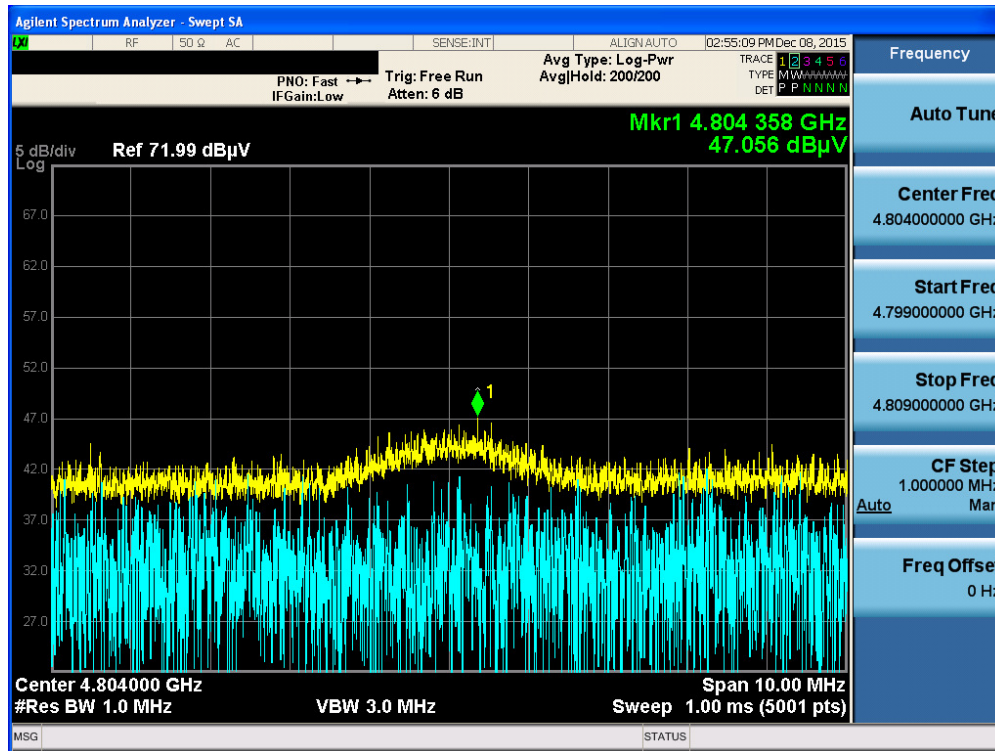 Agilent Spectrum Analyzer - Swept SA
LXI RF 50 Ω AC SENSE:INT ALIGN AUTO 02:55:09 PM Dec 08, 2015
Frequency
PNO: Fast
IFGain:Low
Trig: Free Run
Atten: 6 dB
Avg Type: Log-Pwr
Avg|Hold: 200/200
TRACE 1 2 3 4 5 6
TYPE M W
DET P P N N N N
Mkr1 4.804 358 GHz
47.056 dBµV
5 dB/div
Log
Ref 71.99 dBµV
67.0
62.0
57.0
52.0
47.0
42.0
37.0
32.0
27.0
1
Center 4.804000 GHz
#Res BW 1.0 MHz
VBW 3.0 MHz
Span 10.00 MHz
Sweep 1.00 ms (5001 pts)
Auto Tune
Center Freq
4.804000000 GHz
Start Freq
4.799000000 GHz
Stop Freq
4.809000000 GHz
CF Step
1.000000 MHz
Auto Man
Freq Offset
0 Hz
MSG STATUS